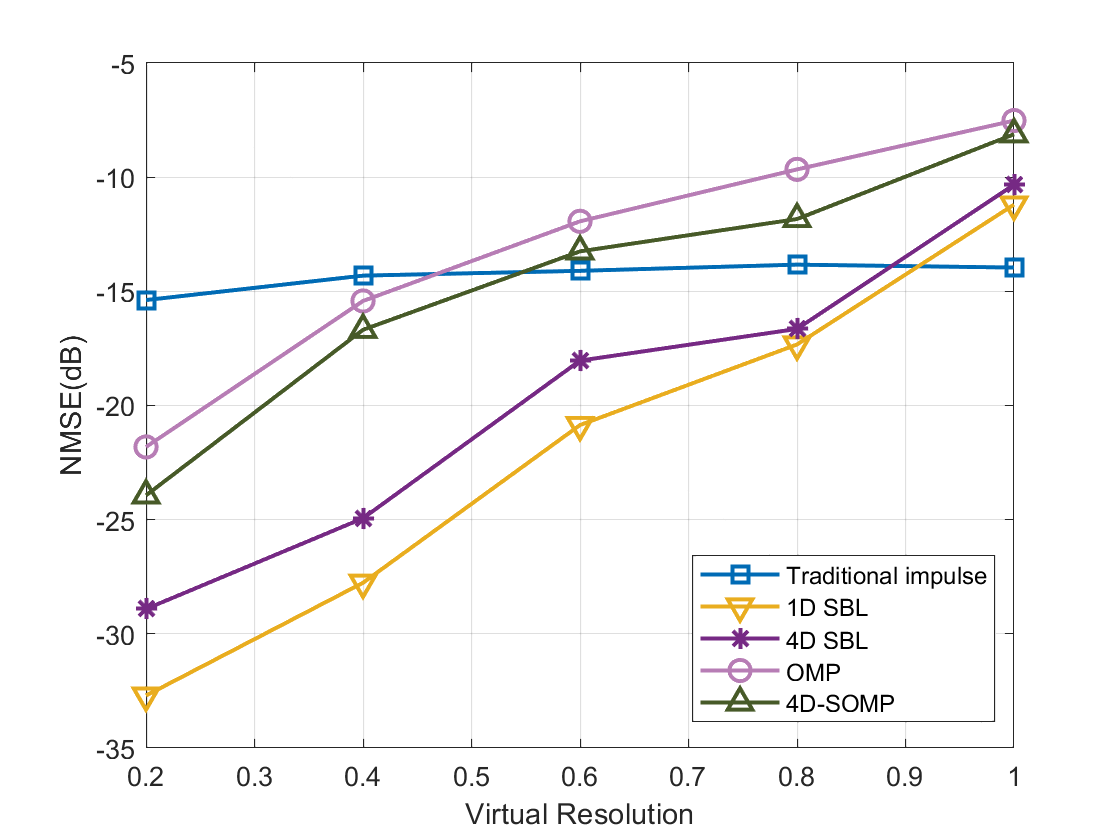 -5
-10
-15
-20
-25
-30
-35
NMSE(dB)
0.2 0.3 0.4 0.5 0.6 0.7 0.8 0.9 1
Virtual Resolution
Traditional impulse
1D SBL
4D SBL
OMP
4D-SOMP